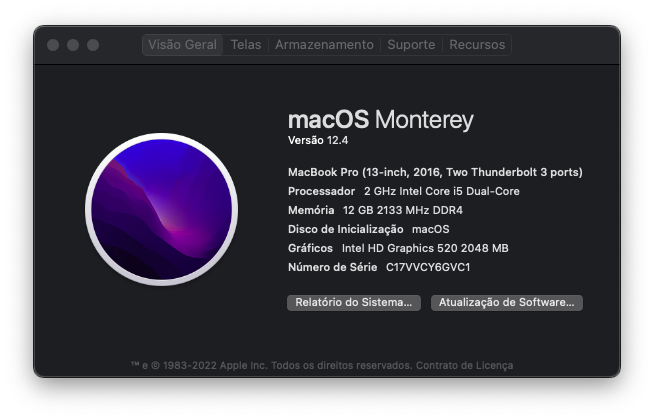 Visão Geral Telas Armazenamento Suporte Recursos
macOS Monterey
Versão 12.4
MacBook Pro (13-inch, 2016, Two Thunderbolt 3 ports)
Processador 2 GHz Intel Core i5 Dual-Core
Memória 12 GB 2133 MHz DDR4
Disco de Inicialização macOS
Gráficos Intel HD Graphics 520 2048 MB
Número de Série C17VVCY6GVC1
Relatório do Sistema... Atualização de Software...
™ e © 1983-2022 Apple Inc. Todos os direitos reservados. Contrato de Licença